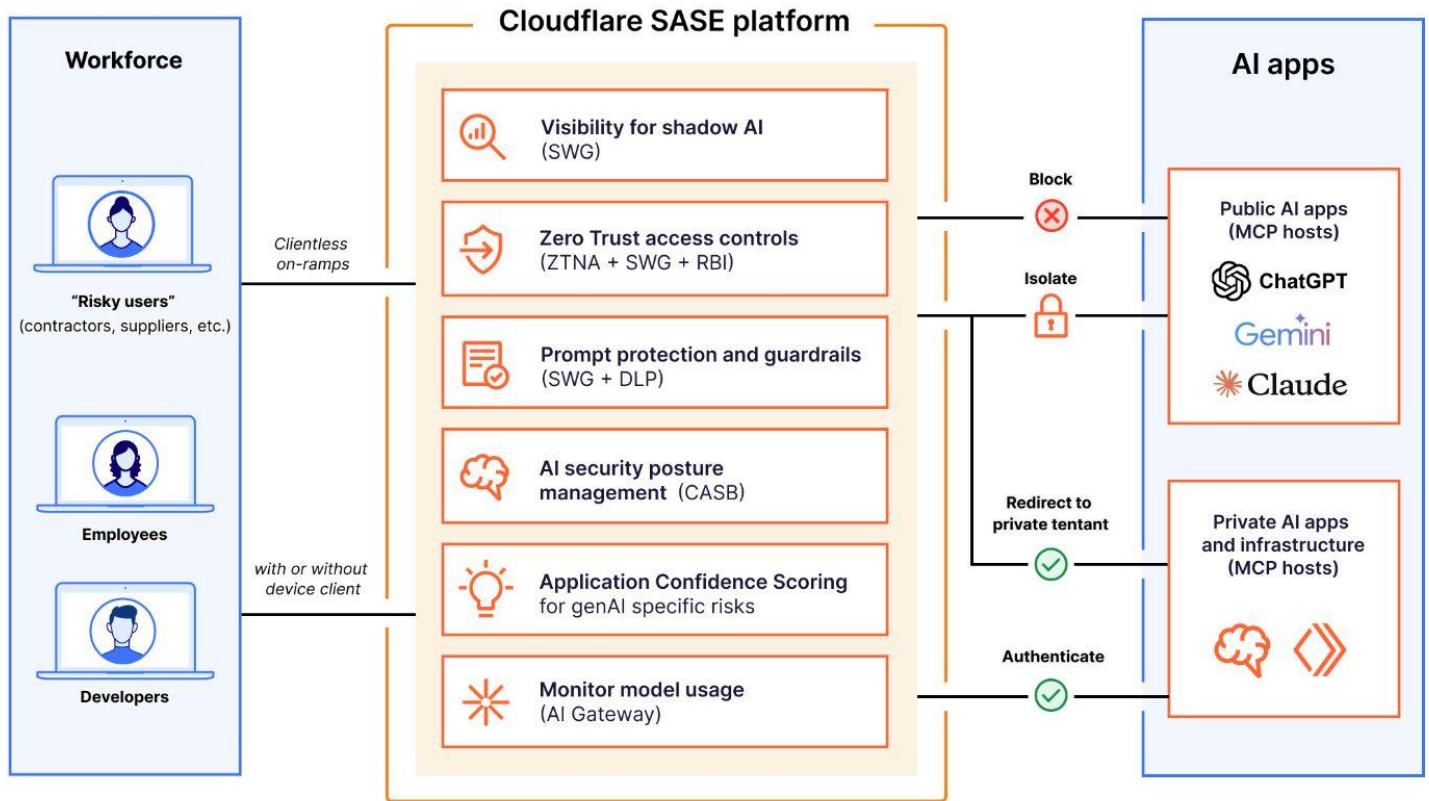 Cloudflare SASE platform
Workforce
"Risky users"
(contractors, suppliers, etc.)
Employees
Developers
Clientless
on-ramps
with or without
device client
Visibility for shadow AI
(SWG)
Zero Trust access controls
(ZTNA + SWG + RBI)
Prompt protection and guardrails
(SWG + DLP)
AI security posture
management (CASB)
Application Confidence Scoring
for genAI specific risks
Monitor model usage
(AI Gateway)
Block
Isolate
Redirect to
private tentant
Authenticate
AI apps
Public AI apps
(MCP hosts)
ChatGPT
Gemini
Claude
Private AI apps
and infrastructure
(MCP hosts)